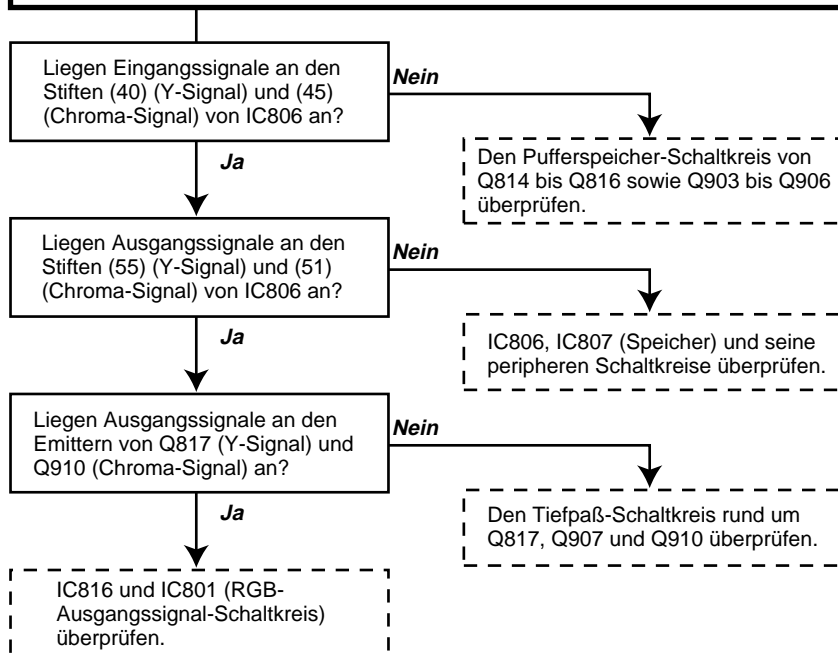 Liegen Eingangssignale an den
Stiften (40) (Y-Signal) und (45)
(Chroma-Signal) von IC806 an?
Nein
Ja
Den Pufferspeicher-Schaltkreis von
Q814 bis Q816 sowie Q903 bis Q906
überprüfen.
Liegen Ausgangssignale an den
Stiften (55) (Y-Signal) und (51)
(Chroma-Signal) von IC806 an?
Nein
Ja
IC806, IC807 (Speicher) und seine
peripheren Schaltkreise überprüfen.
Liegen Ausgangssignale an den
Emittern von Q817 (Y-Signal) und
Q910 (Chroma-Signal) an?
Nein
Ja
Den Tiefpaß-Schaltkreis rund um
Q817, Q907 und Q910 überprüfen.
IC816 und IC801 (RGB-
Ausgangssignal-Schaltkreis)
überprüfen.